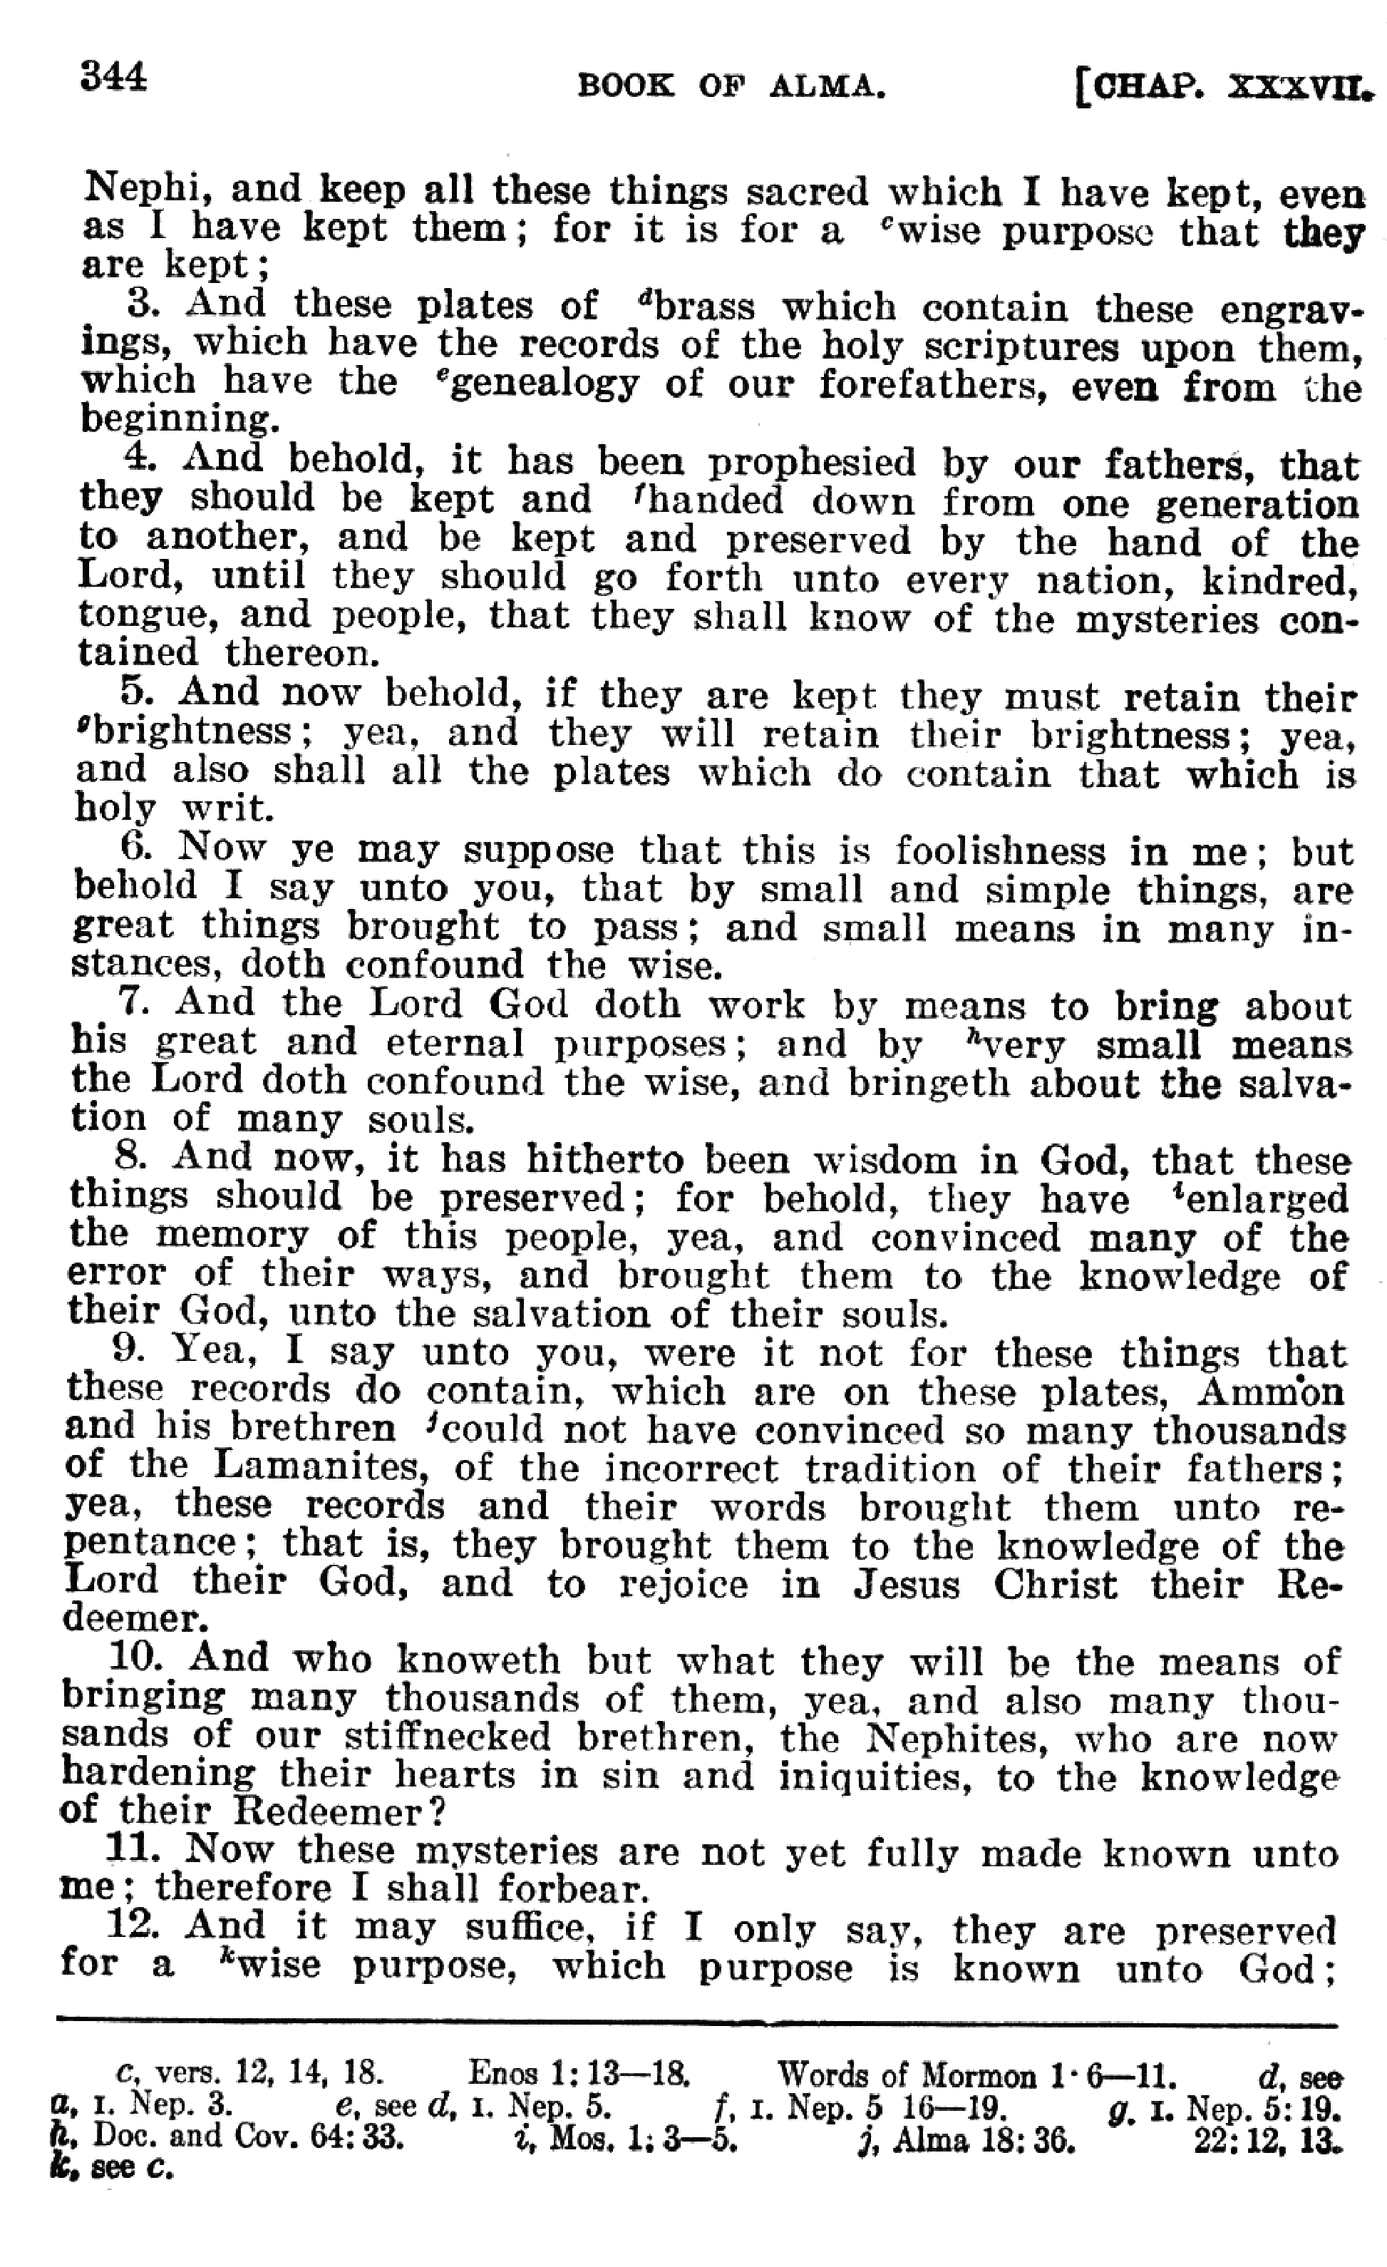 344 BOOK OF ALMA. [CHAP. XXXVII.
Nephi, and keep all these things sacred which I have kept, even
as I have kept them; for it is for a cwise purpose that they
are kept;
3. And these plates of dbrass which contain these engrav-
ings, which have the records of the holy scriptures upon them,
which have the egenealogy of our forefathers, even from the
beginning.
4. And behold, it has been prophesied by our fathers, that
they should be kept and fhanded down from one generation
to another, and be kept and preserved by the hand of the
Lord, until they should go forth unto every nation, kindred,
tongue, and people, that they shall know of the mysteries con-
tained thereon.
5. And now behold, if they are kept they must retain their
gbrightness; yea, and they will retain their brightness; yea,
and also shall all the plates which do contain that which is
holy writ.
6. Now ye may suppose that this is foolishness in me; but
behold I say unto you, that by small and simple things, are
great things brought to pass; and small means in many in-
stances, doth confound the wise.
7. And the Lord God doth work by means to bring about
his great and eternal purposes; and by hvery small means
the Lord doth confound the wise, and bringeth about the salva-
tion of many souls.
8. And now, it has hitherto been wisdom in God, that these
things should be preserved; for behold, they have ienlarged
the memory of this people, yea, and convinced many of the
error of their ways, and brought them to the knowledge of
their God, unto the salvation of their souls.
9. Yea, I say unto you, were it not for these things that
these records do contain, which are on these plates, Ammon
and his brethren jcould not have convinced so many thousands
of the Lamanites, of the incorrect tradition of their fathers;
yea, these records and their words brought them unto re-
pentance; that is, they brought them to the knowledge of the
Lord their God, and to rejoice in Jesus Christ their Re-
deemer.
10. And who knoweth but what they will be the means of
bringing many thousands of them, yea, and also many thou-
sands of our stiffnecked brethren, the Nephites, who are now
hardening their hearts in sin and iniquities, to the knowledge
of their Redeemer?
11. Now these mysteries are not yet fully made known unto
me; therefore I shall forbear.
12. And it may suffice, if I only say, they are preserved
for a kwise purpose, which purpose is known unto God;
c, vers. 12, 14, 18. Enos 1: 13—18. Words of Mormon 1: 6—11. d, see
a, I. Nep. 3. e, see d, I. Nep. 5. f, I. Nep. 5 16—19. g. I. Nep. 5: 19.
h, Doc. and Cov. 64: 33. i, Mos. 1: 3—5. j, Alma 18: 36. 22: 12, 13.
k, see c.